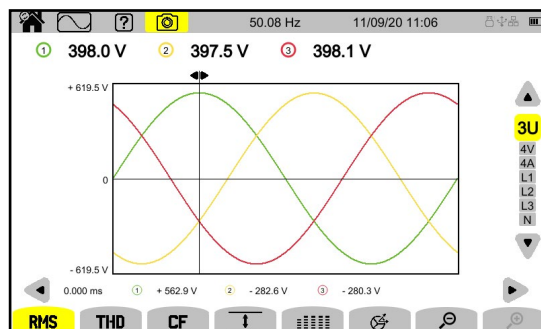 ?
50.08 Hz 11/09/20 11:06
1 398.0 V 2 397.5 V 3 398.1 V
+ 619.5 V
0
- 619.5 V
3U
4V
4A
L1
L2
L3
N
0.000 ms 1 + 562.9 V 2 - 282.6 V 3 - 280.3 V
RMS THD CF